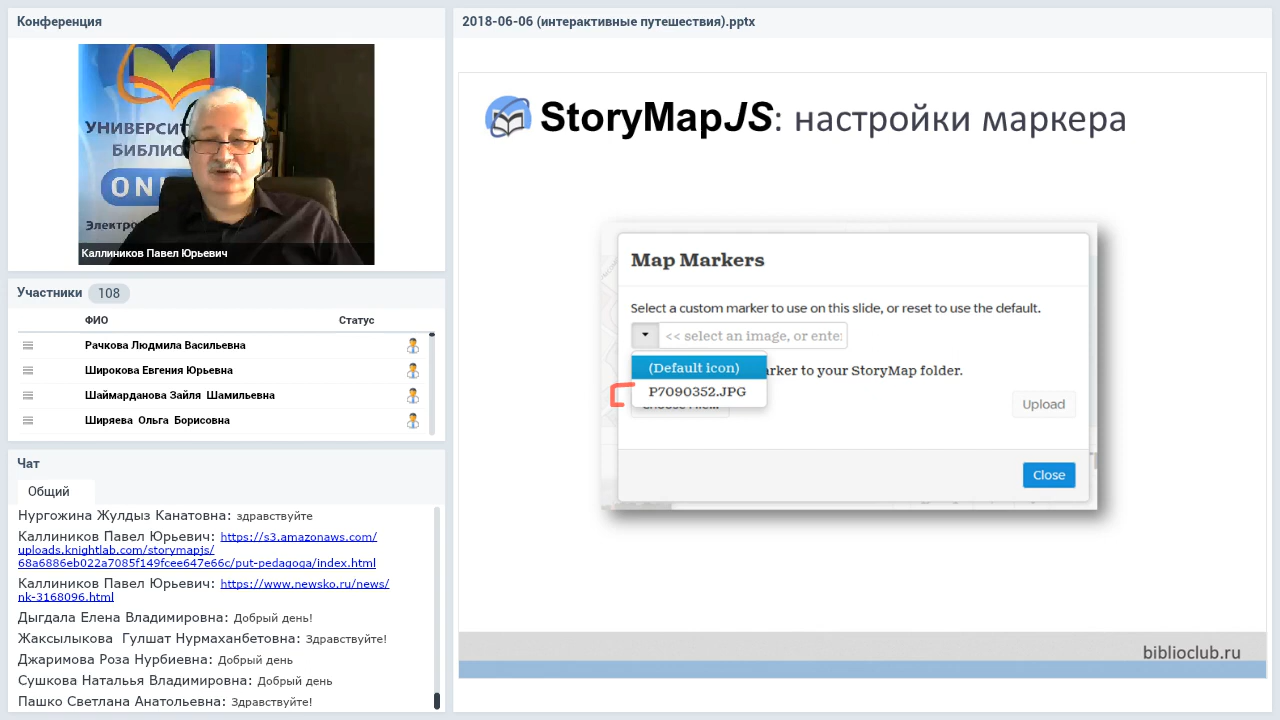 Конференция
УНИВЕРСИТ
БИБЛИО
ONL
Электро
Каллиников Павел Юрьевич
Участники 108
ФИО Статус
Рачкова Людмила Васильевна
Широкова Евгения Юрьевна
Шаймарданова Зайля Шамильевна
Ширяева Ольга Борисовна
Чат
Общий
Нургожина Жулдыз Канатовна: здравствуйте
Каллиников Павел Юрьевич: https://s3.amazonaws.com/
uploads.knightlab.com/storymapjs/
68a6886eb022a7085f149fcee647e66c/put-pedagoga/index.html
Каллиников Павел Юрьевич: https://www.newsko.ru/news/
nk-3168096.html
Дыгдала Елена Владимировна: Добрый день!
Жаксылыкова Гулшат Нурмаханбетовна: Здравствуйте!
Джаримова Роза Нурбиевна: Добрый день
Сушкова Наталья Владимировна: Добрый день
Пашко Светлана Анатольевна: Здравствуйте!
2018-06-06 (интерактивные путешествия).pptx
StoryMapJS: настройки маркера
Map Markers
Select a custom marker to use on this slide, or reset to use the default.
<< select an image, or enter
(Default icon) arker to your StoryMap folder.
P7090352.JPG
Upload
Close
biblioclub.ru